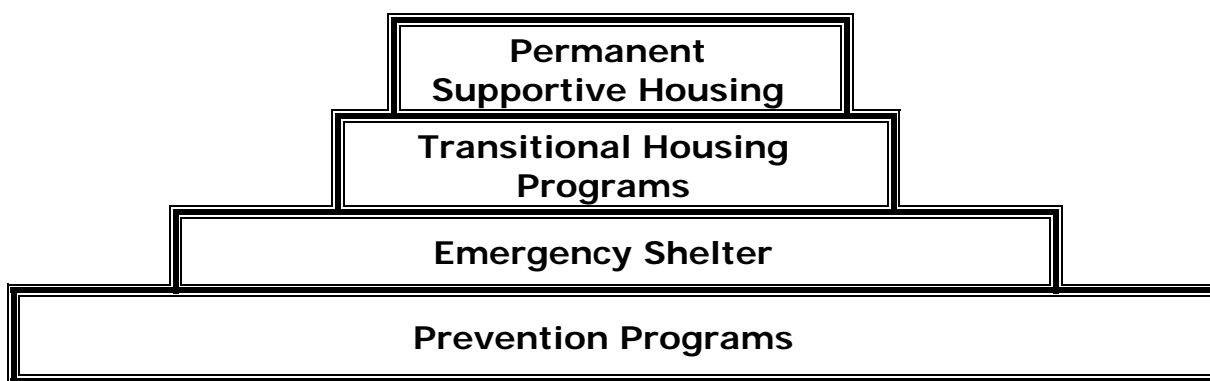 Permanent
Supportive Housing
Transitional Housing
Programs
Emergency Shelter
Prevention Programs